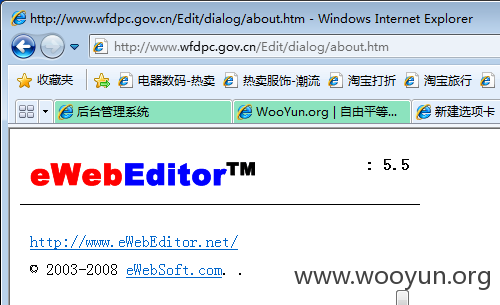 http://www.wfdpc.gov.cn/Edit/dialog/about.htm - Windows Internet Explorer
http://www.wfdpc.gov.cn/Edit/dialog/about.htm
收藏夹 电器数码-热卖 热卖服饰-潮流 淘宝打折 淘宝旅行
后台管理系统 WooYun.org | 自由平等... 新建选项卡
eWebEditor™ : 5.5
http://www.eWebEditor.net/
© 2003-2008 eWebSoft.com. .
www.wooyun.org